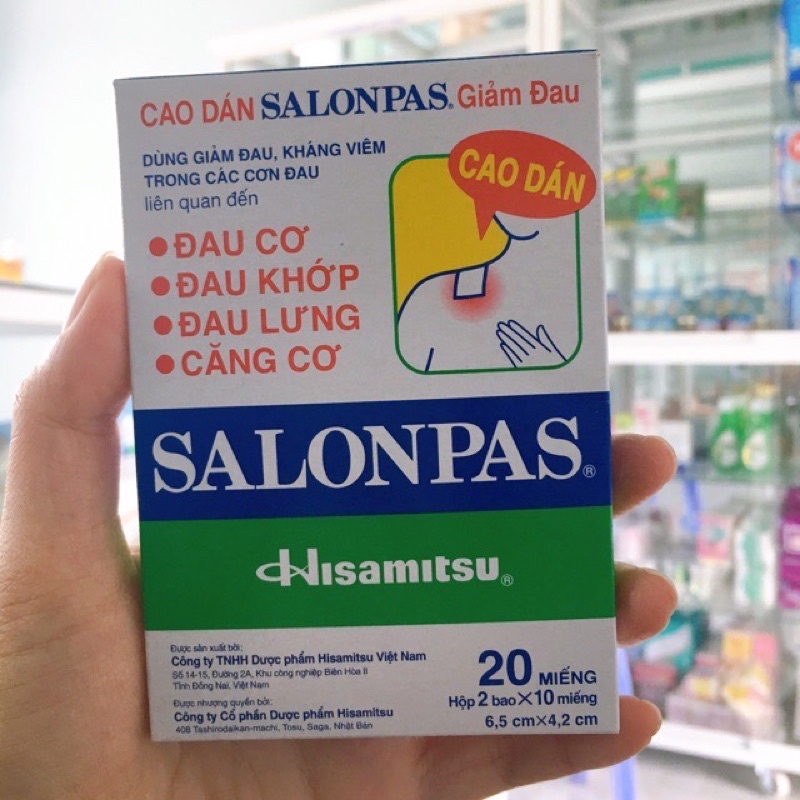 CAO DÁN SALONPAS® Giảm Đau
DÙNG GIẢM ĐAU, KHÁNG VIÊM
TRONG CÁC CƠN ĐAU
liên quan đến
• ĐAU CƠ
• ĐAU KHỚP
• ĐAU LƯNG
• CĂNG CƠ
CAO DÁN
SALONPAS®
Hisamitsu®
Được sản xuất bởi:
Công ty TNHH Dược phẩm Hisamitsu Việt Nam
Số 14-15, Đường 2A, Khu công nghiệp Biên Hòa II
Tỉnh Đồng Nai, Việt Nam
Được nhượng quyền bởi:
Công ty Cổ phần Dược phẩm Hisamitsu
408 Tashirodaikan-machi, Tosu, Saga, Nhật Bản
20 MIẾNG
Hộp 2 bao×10 miếng
6,5 cm×4,2 cm